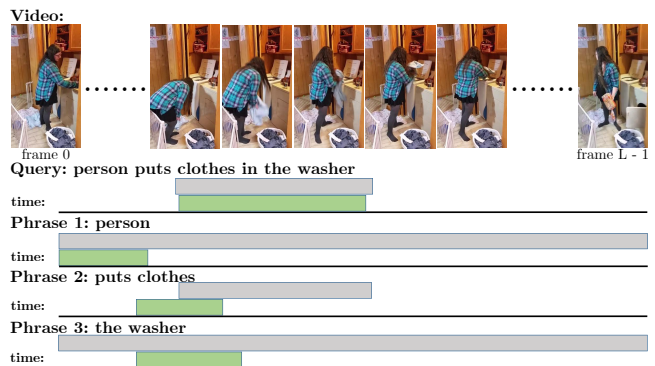 Video:
frame 0
frame L - 1
Query: person puts clothes in the washer
time:
Phrase 1: person
time:
Phrase 2: puts clothes
time:
Phrase 3: the washer
time: